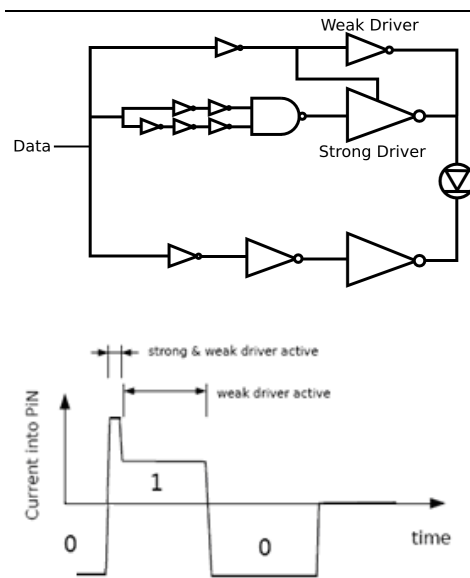 Weak Driver
Data
Strong Driver
strong & weak driver active
weak driver active
Current into PiN
1
0
0
time